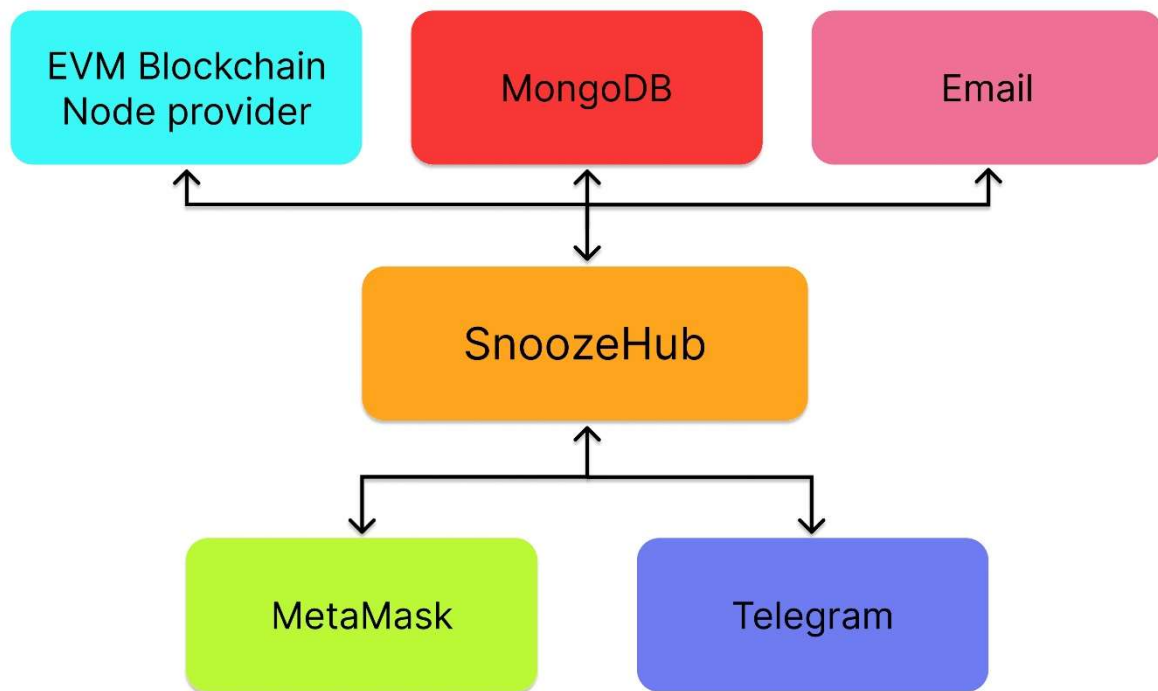 EVM Blockchain
Node provider
MongoDB
Email
SnoozeHub
MetaMask
Telegram